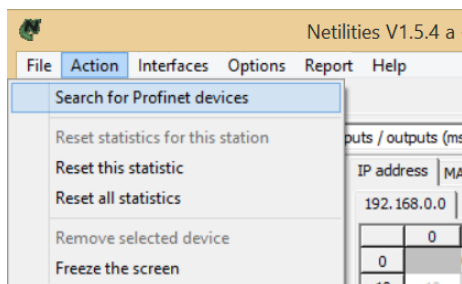 Netilities V1.5.4 a
File Action Interfaces Options Report Help
Search for Profinet devices
Reset statistics for this station
puts / outputs (ms
Reset this statistic
IP address MA
Reset all statistics
192.168.0.0
Remove selected device
0
Freeze the screen
0